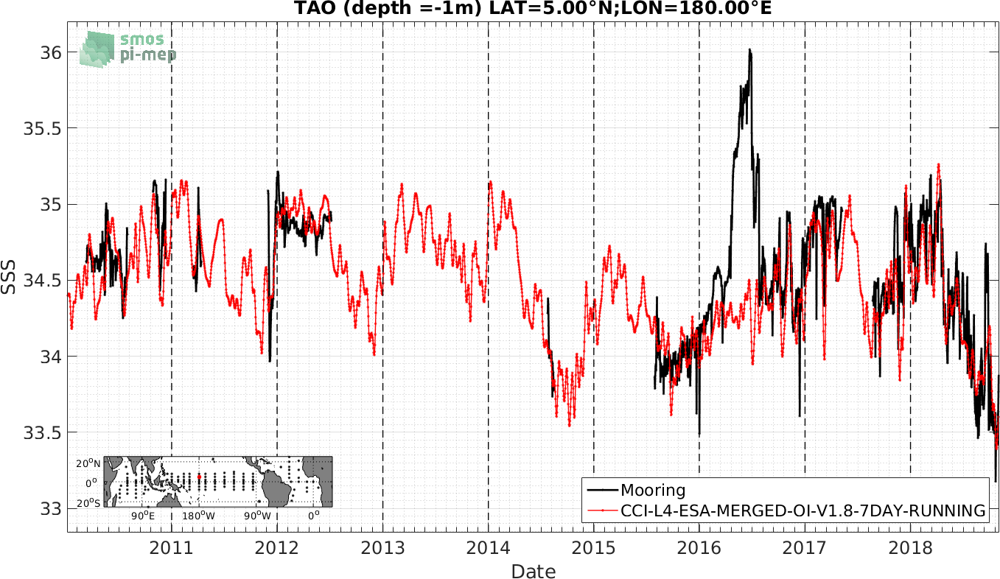 TAO (depth =-1m) LAT=5.00°N;LON=180.00°E
smos
pi-mep
36
35.5
35
34.5
34
33.5
33
SSS
20°N
0°
20°S
90°E
180°W
90°W
0°
Mooring
CCI-L4-ESA-MERGED-OI-V1.8-7DAY-RUNNING
2011
2012
2013
2014
2015
2016
2017
2018
Date